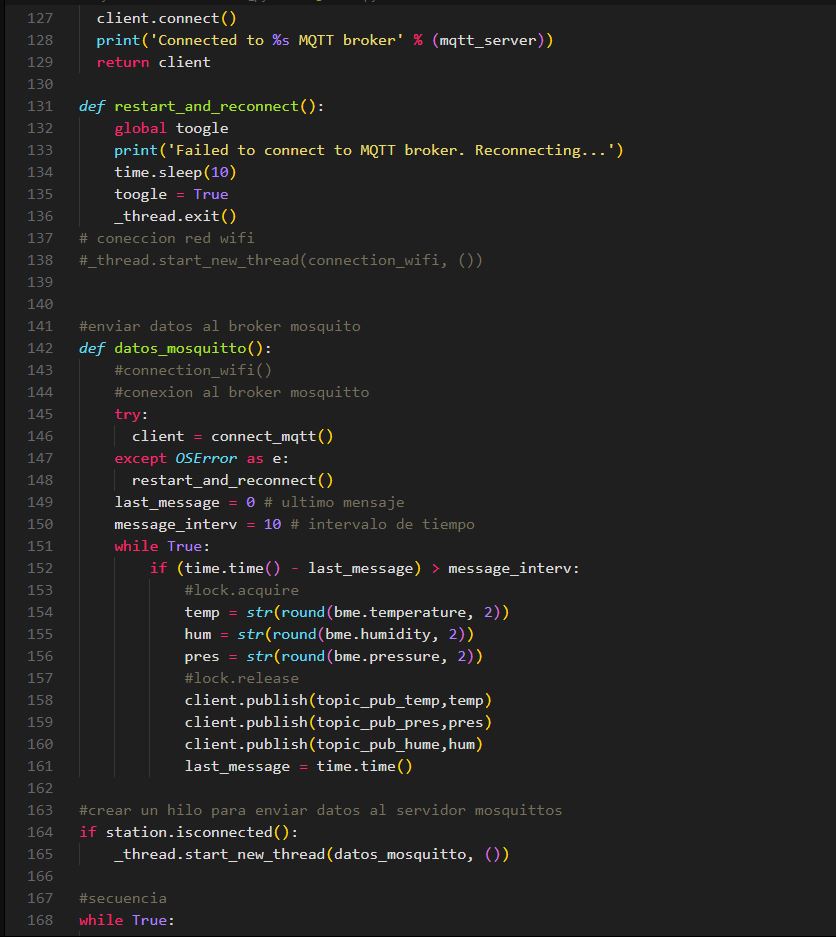 127 client.connect()
128 print('Connected to %s MQTT broker' % (mqtt_server))
129 return client
130
131 def restart_and_reconnect():
132 global toogle
133 print('Failed to connect to MQTT broker. Reconnecting...')
134 time.sleep(10)
135 toogle = True
136 _thread.exit()
137 # coneccion red wifi
138 #_thread.start_new_thread(connection_wifi, ())
139
140
141 #enviar datos al broker mosquito
142 def datos_mosquitto():
143 #connection_wifi()
144 #conexion al broker mosquitto
145 try:
146 client = connect_mqtt()
147 except OSError as e:
148 restart_and_reconnect()
149 last_message = 0 # ultimo mensaje
150 message_interv = 10 # intervalo de tiempo
151 while True:
152 if (time.time() - last_message) > message_interv:
153 #lock.acquire
154 temp = str(round(bme.temperature, 2))
155 hum = str(round(bme.humidity, 2))
156 pres = str(round(bme.pressure, 2))
157 #lock.release
158 client.publish(topic_pub_temp,temp)
159 client.publish(topic_pub_pres,pres)
160 client.publish(topic_pub_hume,hum)
161 last_message = time.time()
162
163 #crear un hilo para enviar datos al servidor mosquittos
164 if station.isconnected():
165 _thread.start_new_thread(datos_mosquitto, ())
166
167 #secuencia
168 while True: